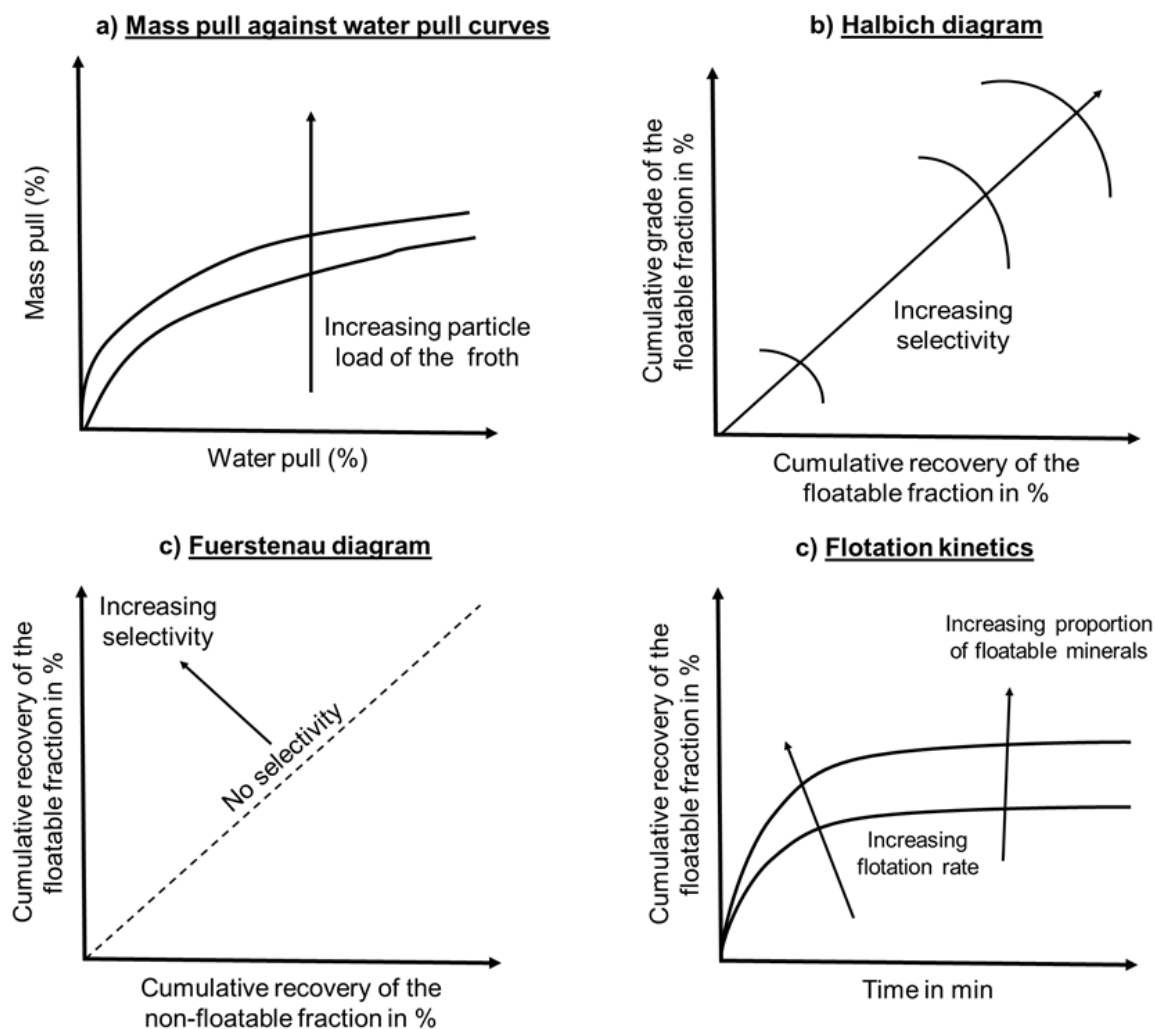 a) Mass pull against water pull curves
Mass pull (%)
Increasing particle
load of the froth
Water pull (%)
b) Halbich diagram
Cumulative grade of the
floatable fraction in %
Increasing
selectivity
Cumulative recovery of the
floatable fraction in %
c) Fuerstenau diagram
Cumulative recovery of the
floatable fraction in %
Increasing
selectivity
No selectivity
Cumulative recovery of the
non-floatable fraction in %
c) Flotation kinetics
Cumulative recovery of the
floatable fraction in %
Increasing proportion
of floatable minerals
Increasing
flotation rate
Time in min